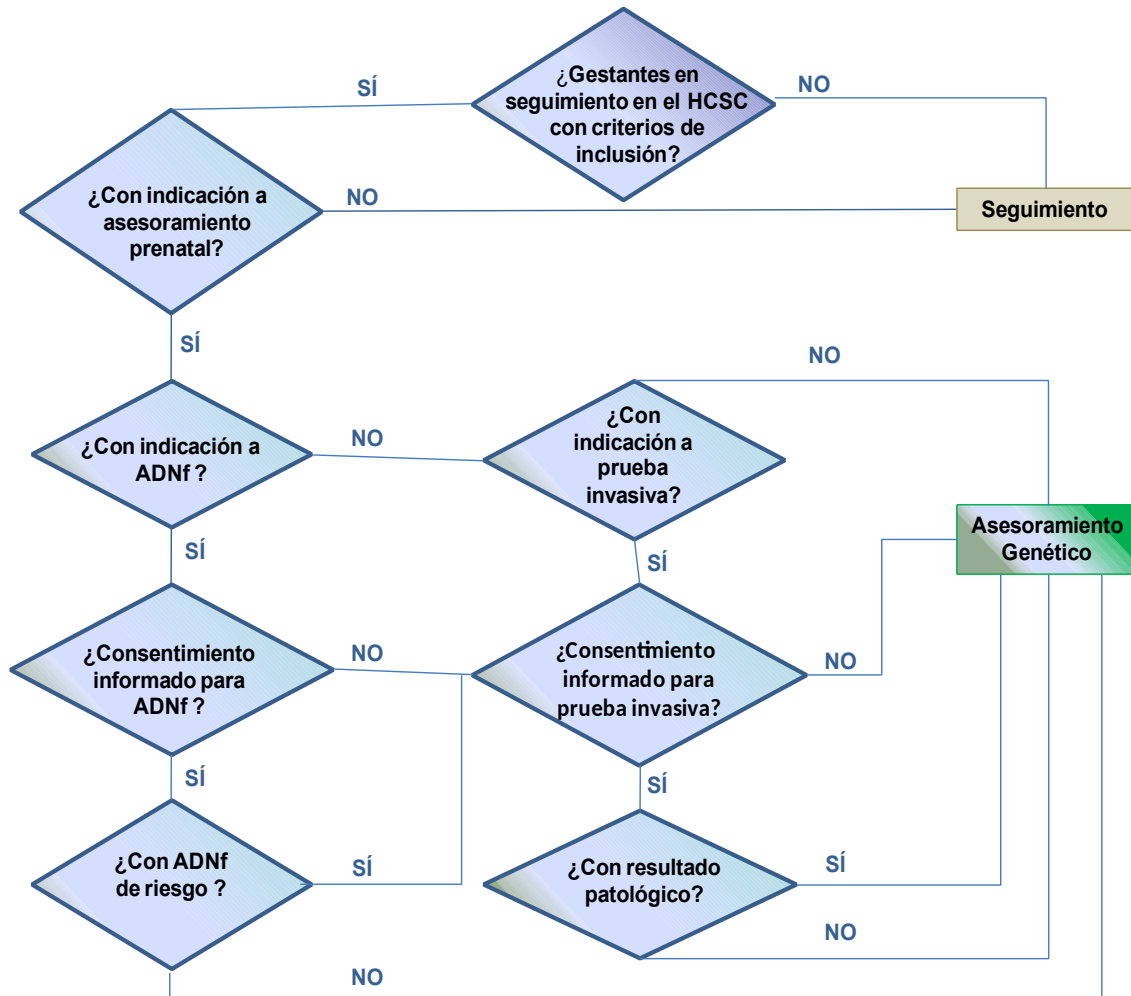 ¿Gestantes en
seguimiento en el HCSC
con criterios de
inclusión?
SÍ
NO
¿Con indicación a
asesoramiento
prenatal?
NO
Seguimiento
SÍ
NO
¿Con indicación a
ADNf ?
NO
¿Con
indicación a
prueba
invasiva?
Asesoramiento
Genético
SÍ
SÍ
¿Consentimiento
informado para
ADNf ?
NO
¿Consentimiento
informado para
prueba invasiva?
NO
SÍ
SÍ
¿Con ADNf
de riesgo ?
SÍ
¿Con resultado
patológico?
SÍ
NO
NO